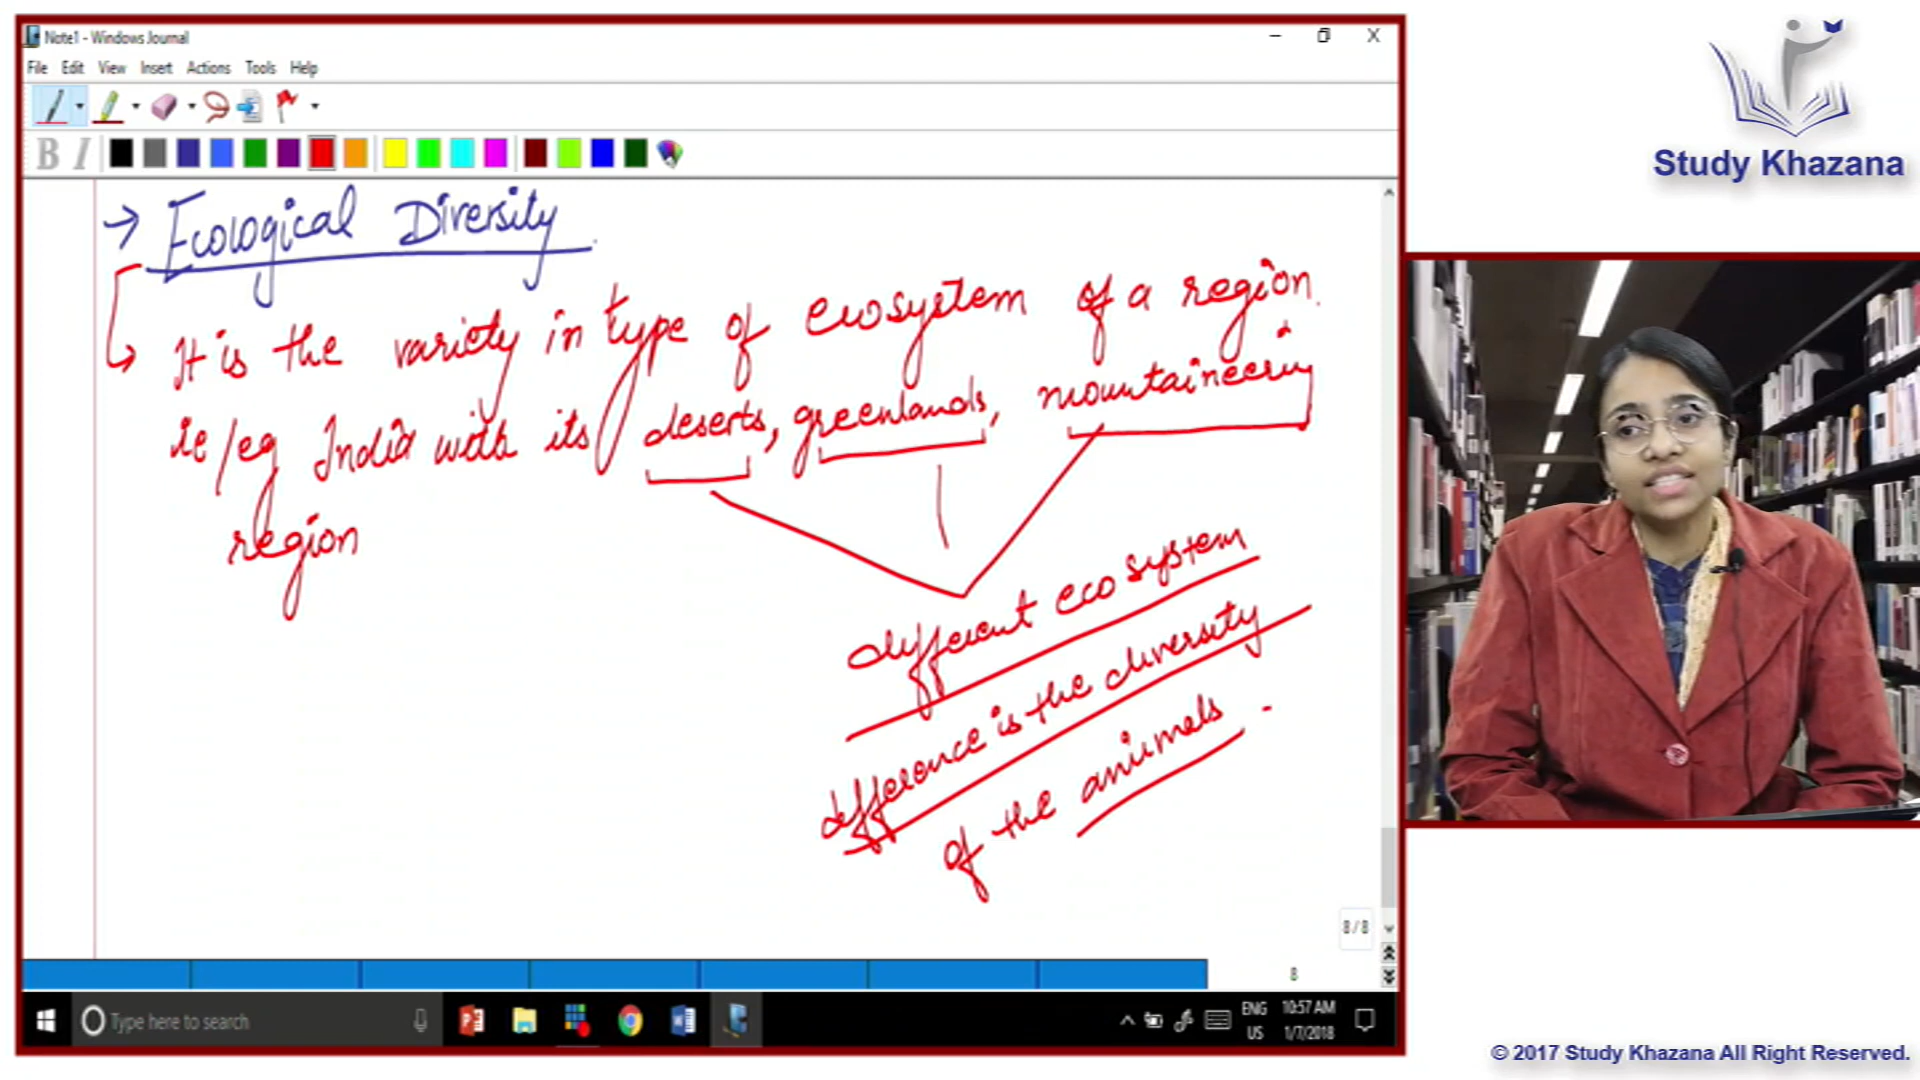 Note1 - Windows Journal
File Edit View Insert Actions Tools Help
B I
→ Ecological Diversity
It is the variety in type of ecosystem of a region.
ie/eg India with its deserts, greenlands, mountaineering
region
different eco system
difference is the diversity
of the animals.
8/8
8
Type here to search
ENG
US
10:57 AM
1/7/2018
Study Khazana
© 2017 Study Khazana All Right Reserved.